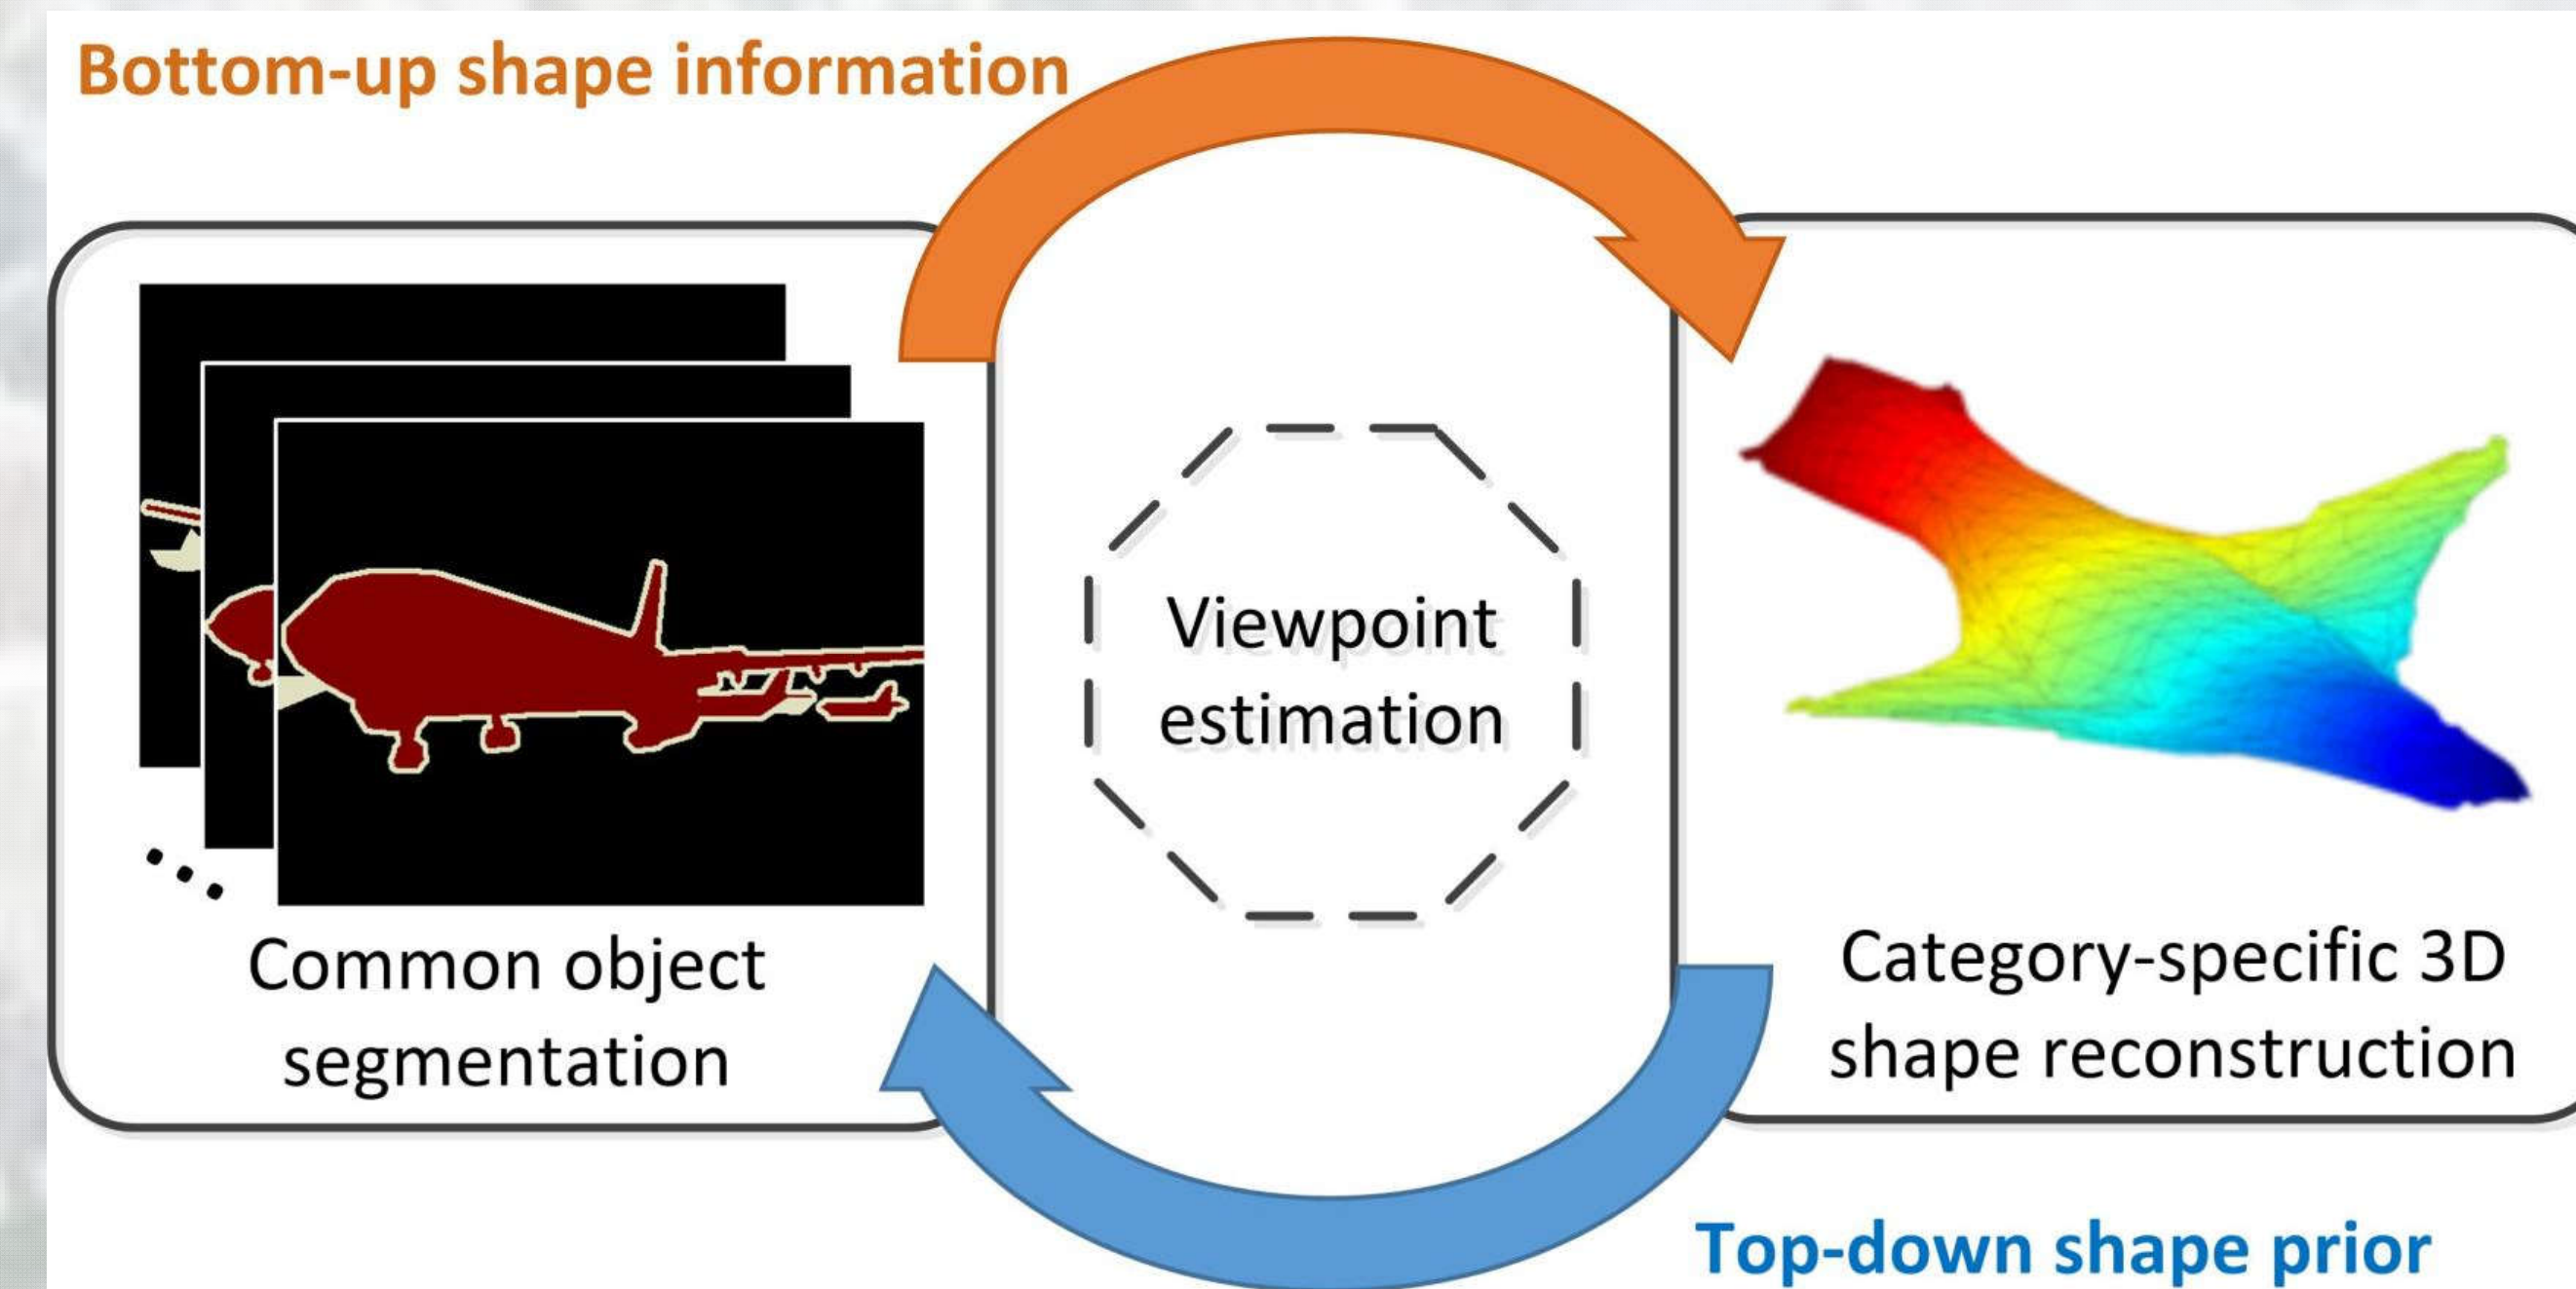 Bottom-up shape information
Viewpoint
estimation
Common object
segmentation
Category-specific 3D
shape reconstruction
Top-down shape prior